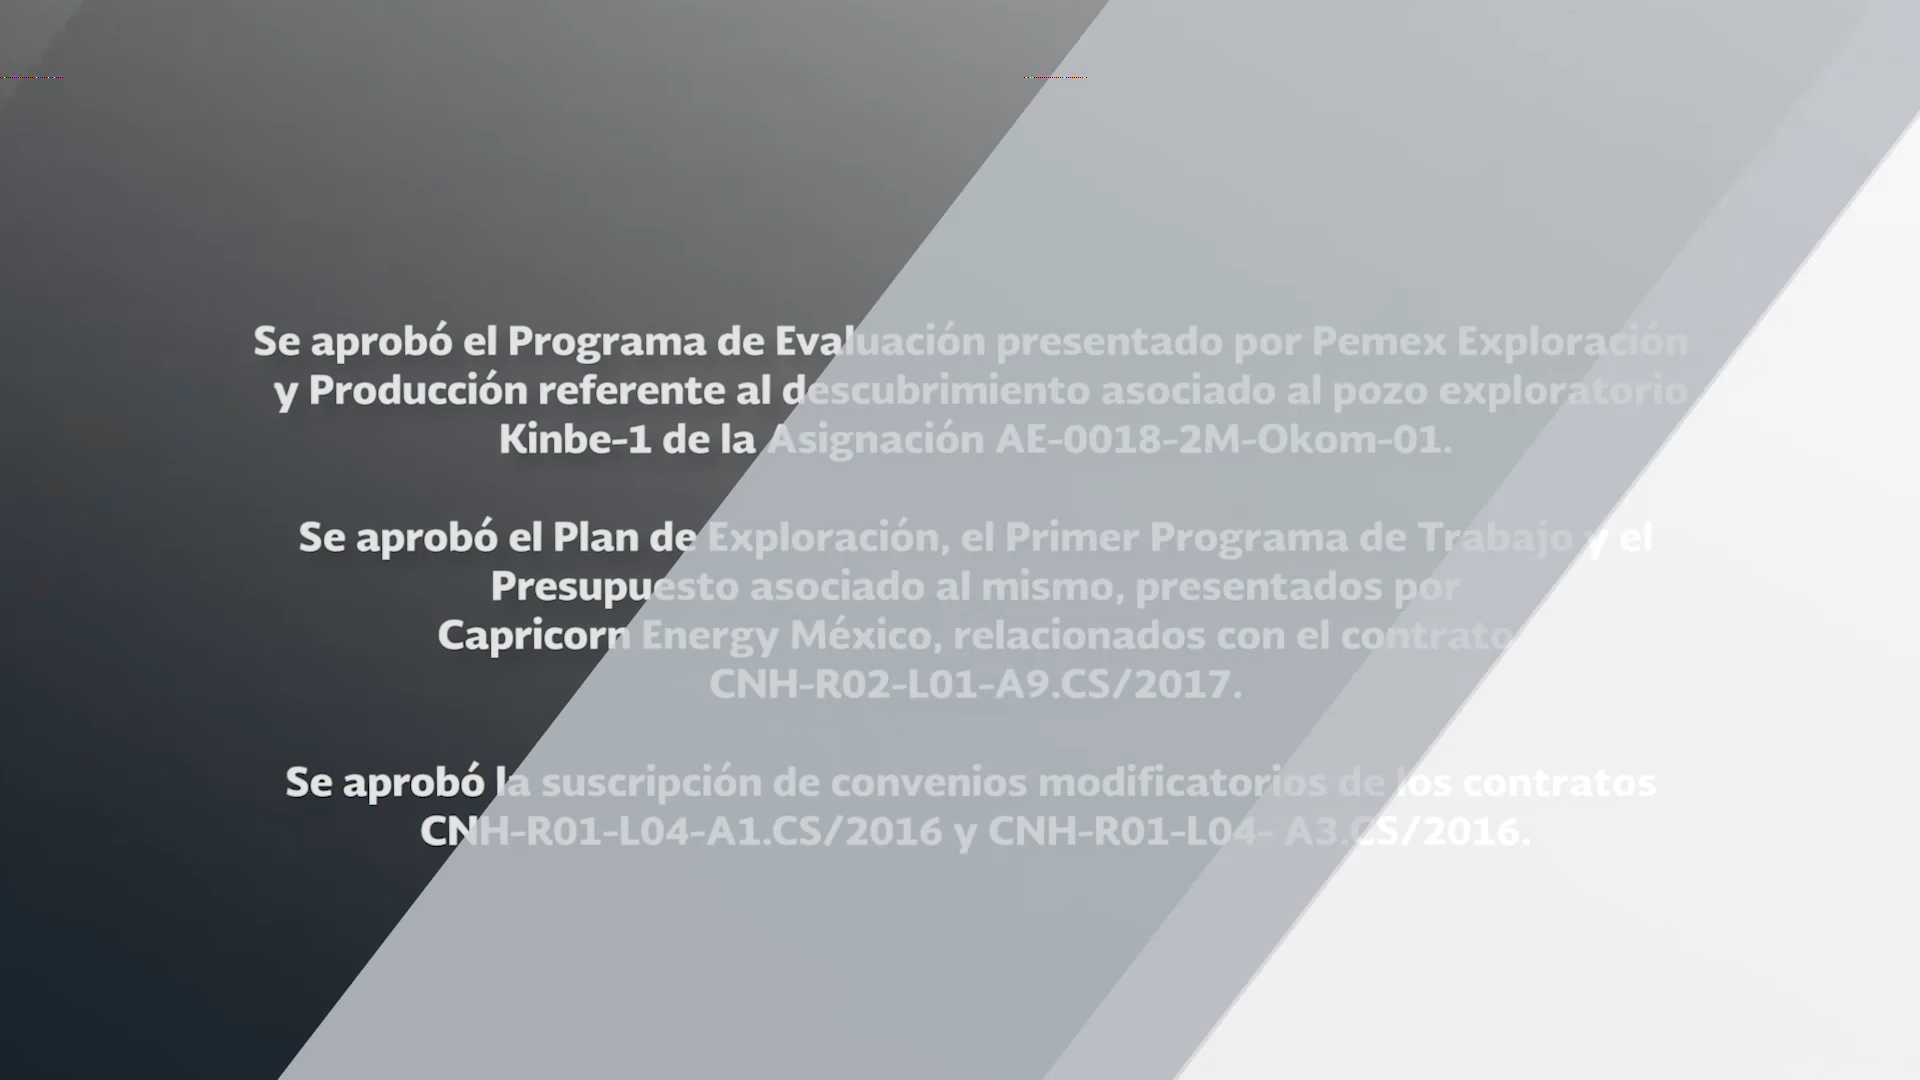 Se aprobó el Programa de Evaluación presentado por Pemex Exploración
y Producción referente al descubrimiento asociado al pozo exploratorio
Kinbe-1 de la Asignación AE-0018-2M-Okom-01.
Se aprobó el Plan de Exploración, el Primer Programa de Trabajo y el
Presupuesto asociado al mismo, presentados por
Capricorn Energy México, relacionados con el contrato
CNH-R02-L01-A9.CS/2017.
Se aprobó la suscripción de convenios modificatorios de los contratos
CNH-R01-L04-A1.CS/2016 y CNH-R01-L04- A3.CS/2016.